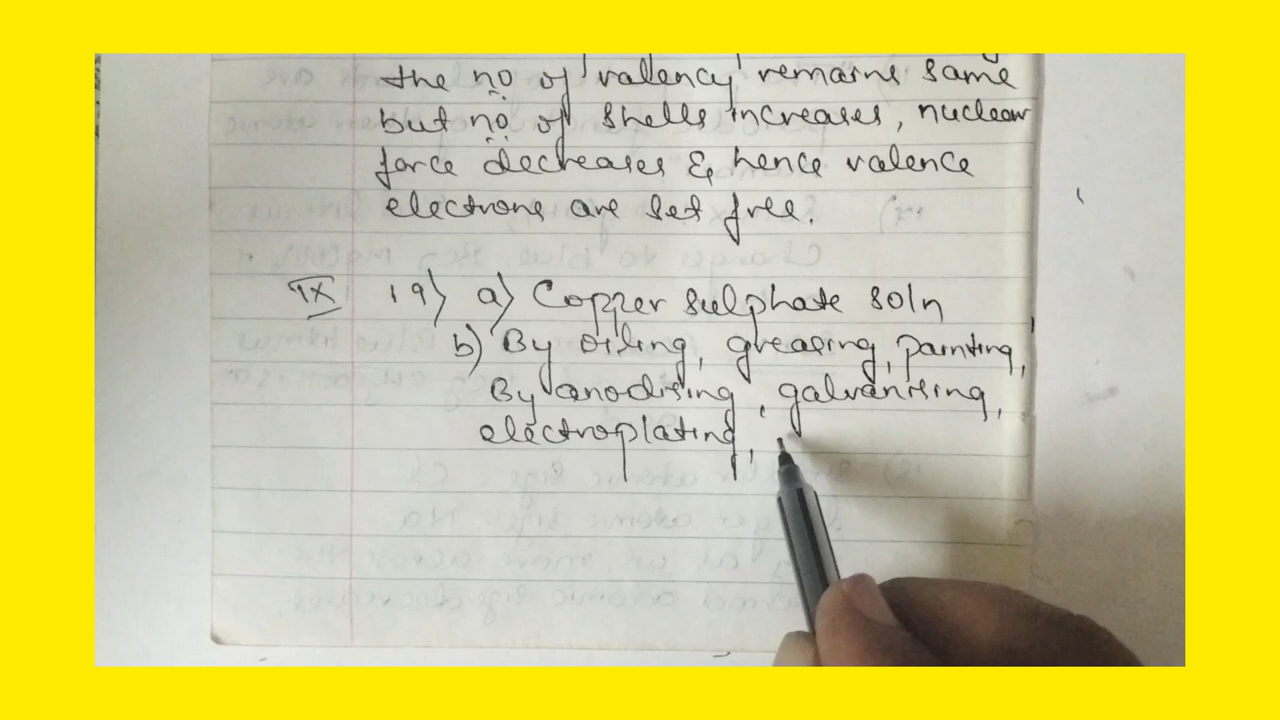 the no of valency remains same
but no of shells increases, nuclear
force decreases & hence valence
electrons are set free.
IX 19) a) Copper sulphate soln
b) By oiling, greasing, painting,
By anodising, galvanising,
electroplating,